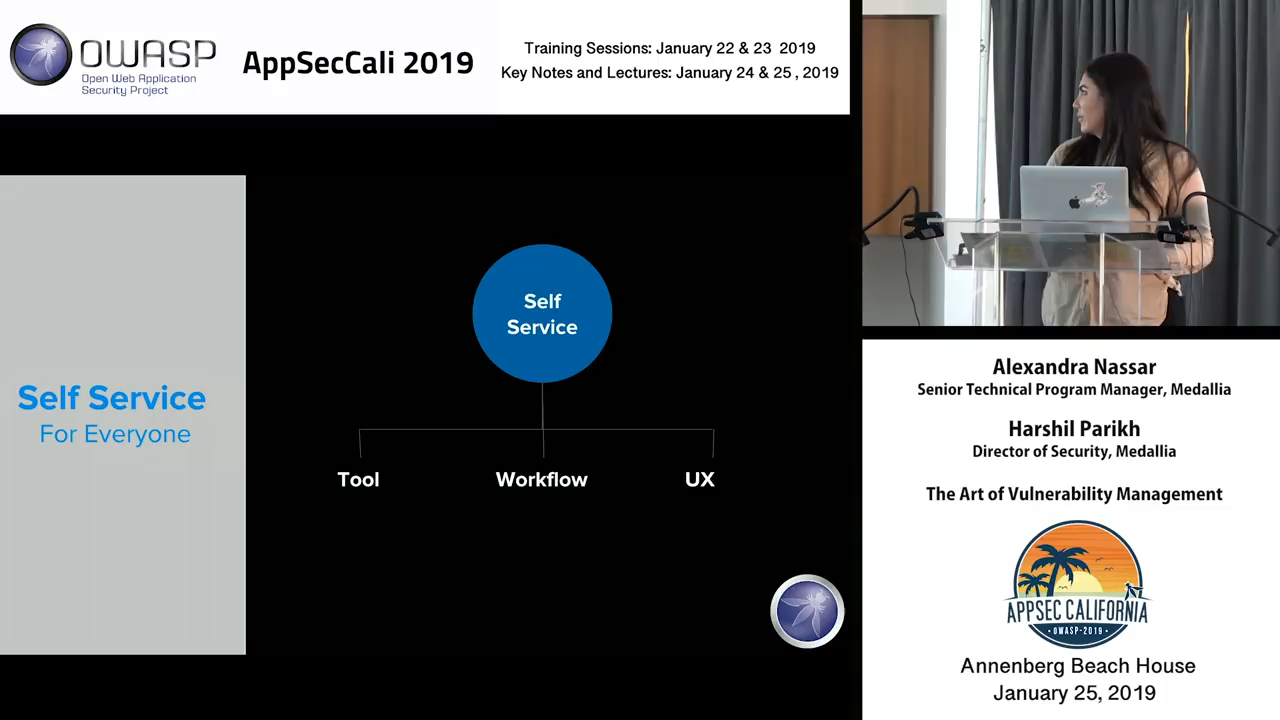 OWASP
Open Web Application
Security Project
AppSecCali 2019
Training Sessions: January 22 & 23 2019
Key Notes and Lectures: January 24 & 25, 2019
Self Service
For Everyone
Self
Service
Tool
Workflow
UX
Alexandra Nassar
Senior Technical Program Manager, Medallia
Harshil Parikh
Director of Security, Medallia
The Art of Vulnerability Management
APPSEC CALIFORNIA
• OWASP-2019 •
Annenberg Beach House
January 25, 2019